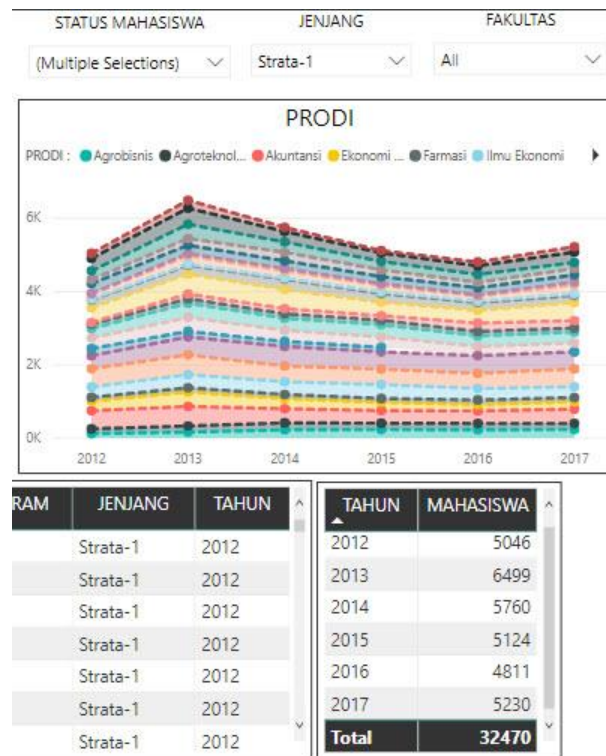 STATUS MAHASISWA JENJANG FAKULTAS
(Multiple Selections) Strata-1 All
PRODI
PRODI : Agrobisnis Agroteknol... Akuntansi Ekonomi ... Farmasi Ilmu Ekonomi
6K
4K
2K
0K
2012 2013 2014 2015 2016 2017
RAM JENJANG TAHUN
Strata-1 2012
Strata-1 2012
Strata-1 2012
Strata-1 2012
Strata-1 2012
Strata-1 2012
Strata-1 2012
TAHUN MAHASISWA
2012 5046
2013 6499
2014 5760
2015 5124
2016 4811
2017 5230
Total 32470